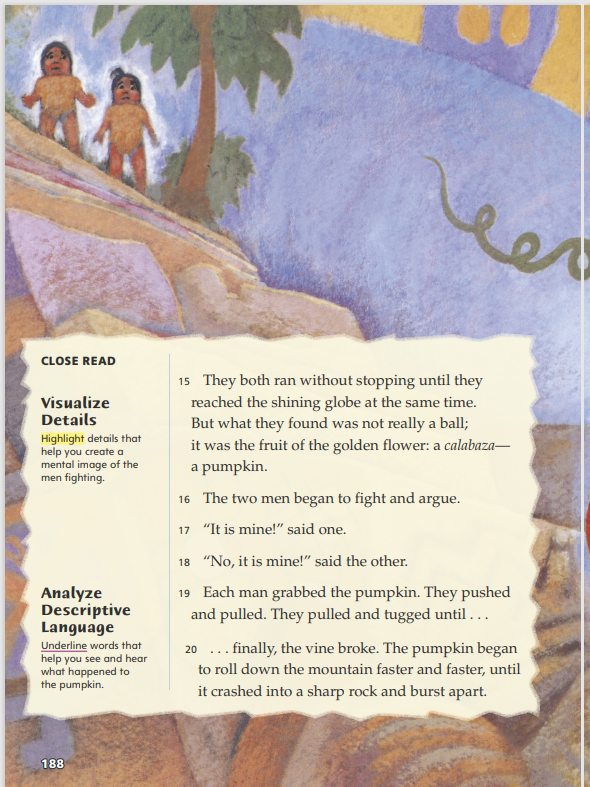 CLOSE READ
Visualize
Details
Highlight details that
help you create a
mental image of the
men fighting.
15 They both ran without stopping until they
reached the shining globe at the same time.
But what they found was not really a ball;
it was the fruit of the golden flower: a calabaza—
a pumpkin.
16 The two men began to fight and argue.
17 “It is mine!” said one.
18 “No, it is mine!” said the other.
Analyze
Descriptive
Language
Underline words that
help you see and hear
what happened to
the pumpkin.
19 Each man grabbed the pumpkin. They pushed
and pulled. They pulled and tugged until . . .
20 . . . finally, the vine broke. The pumpkin began
to roll down the mountain faster and faster, until
it crashed into a sharp rock and burst apart.
188